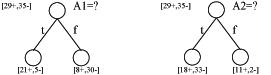 [29+,35-] A1=? [29+,35-] A2=?
t f t f
[21+,5-] [8+,30-] [18+,33-] [11+,2-]